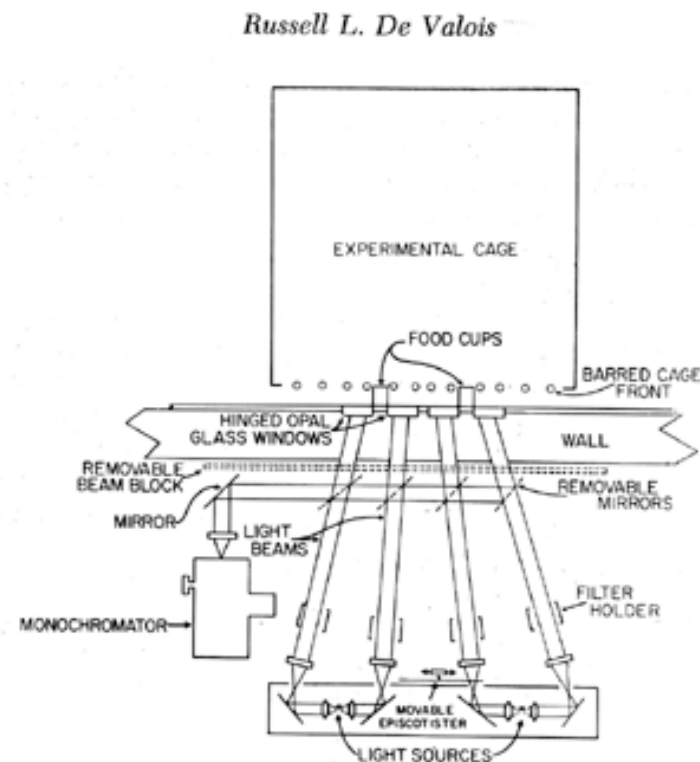 Russell L. De Valois
EXPERIMENTAL CAGE
FOOD CUPS
BARRED CAGE
FRONT
HINGED OPAL
GLASS WINDOWS
WALL
REMOVABLE
BEAM BLOCK
REMOVABLE
MIRRORS
MIRROR
LIGHT
BEAMS
FILTER
HOLDER
MONOCHROMATOR
MOVABLE
EPISCOTISTER
LIGHT SOURCES